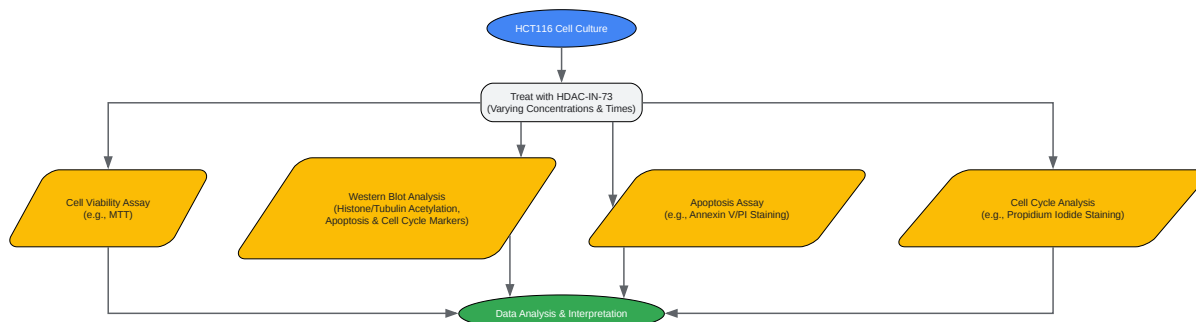 HCT116 Cell Culture
Treat with HDAC-IN-73
(Varying Concentrations & Times)
Cell Viability Assay
(e.g., MTT)
Western Blot Analysis
(Histone/Tubulin Acetylation,
Apoptosis & Cell Cycle Markers)
Apoptosis Assay
(e.g., Annexin V/PI Staining)
Cell Cycle Analysis
(e.g., Propidium Iodide Staining)
Data Analysis & Interpretation